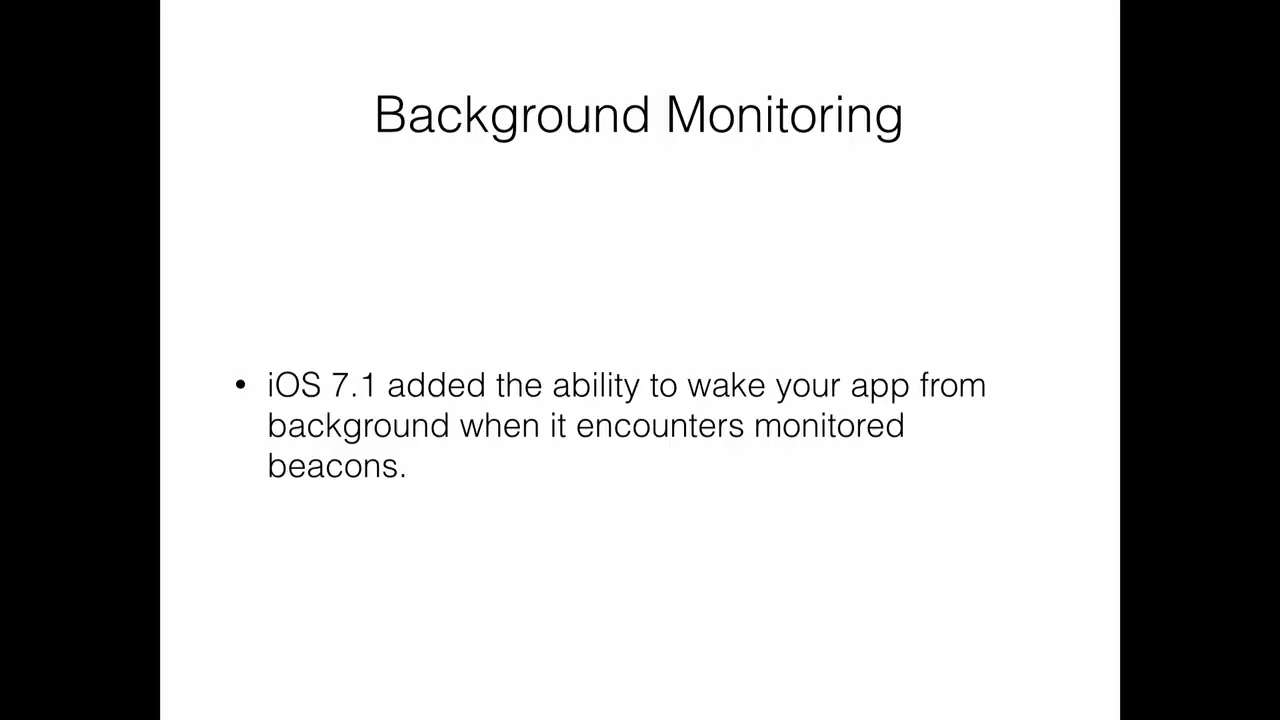 Background Monitoring
• iOS 7.1 added the ability to wake your app from
background when it encounters monitored
beacons.